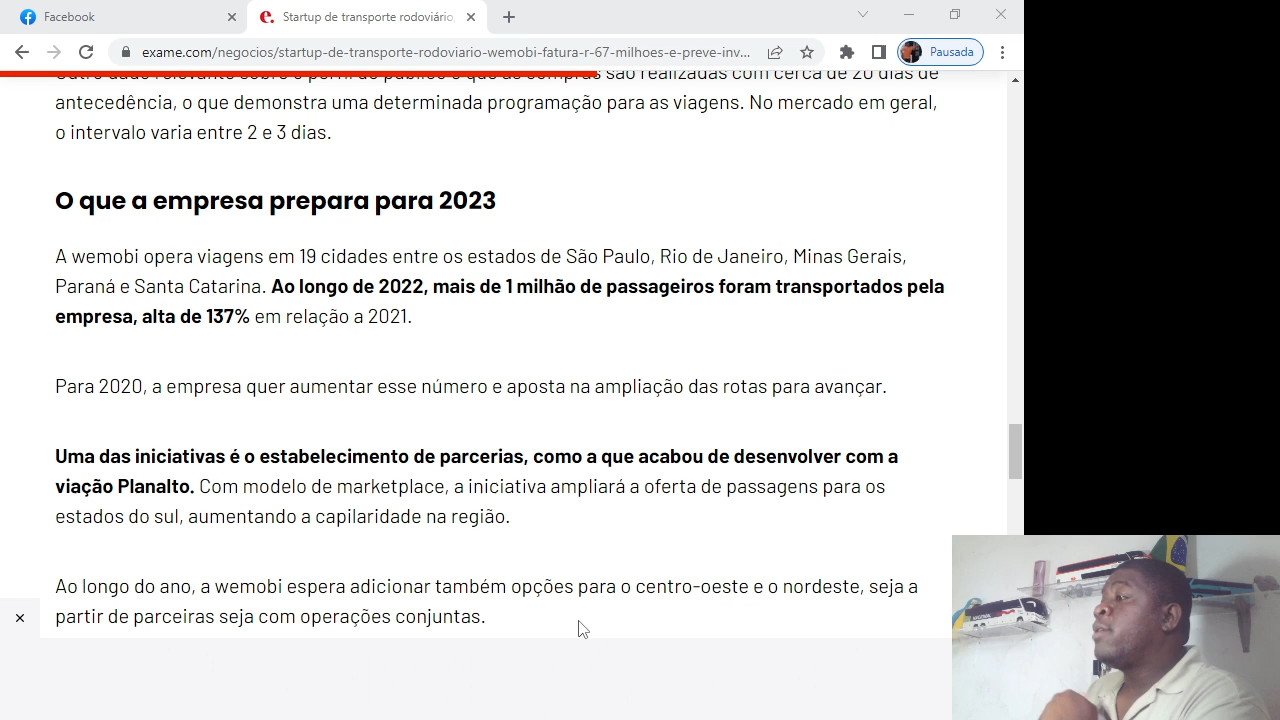 Facebook
Startup de transporte rodoviário,
exame.com/negocios/startup-de-transporte-rodoviario-wemobi-fatura-r-67-milhoes-e-preve-inv...
Pausada
Outro dado relevante sobre o perfil do público é que as compras são realizadas com cerca de 20 dias de
antecedência, o que demonstra uma determinada programação para as viagens. No mercado em geral,
o intervalo varia entre 2 e 3 dias.
O que a empresa prepara para 2023
A wemobi opera viagens em 19 cidades entre os estados de São Paulo, Rio de Janeiro, Minas Gerais,
Paraná e Santa Catarina. Ao longo de 2022, mais de 1 milhão de passageiros foram transportados pela
empresa, alta de 137% em relação a 2021.
Para 2020, a empresa quer aumentar esse número e aposta na ampliação das rotas para avançar.
Uma das iniciativas é o estabelecimento de parcerias, como a que acabou de desenvolver com a
viação Planalto. Com modelo de marketplace, a iniciativa ampliará a oferta de passagens para os
estados do sul, aumentando a capilaridade na região.
Ao longo do ano, a wemobi espera adicionar também opções para o centro-oeste e o nordeste, seja a
partir de parceiras seja com operações conjuntas.